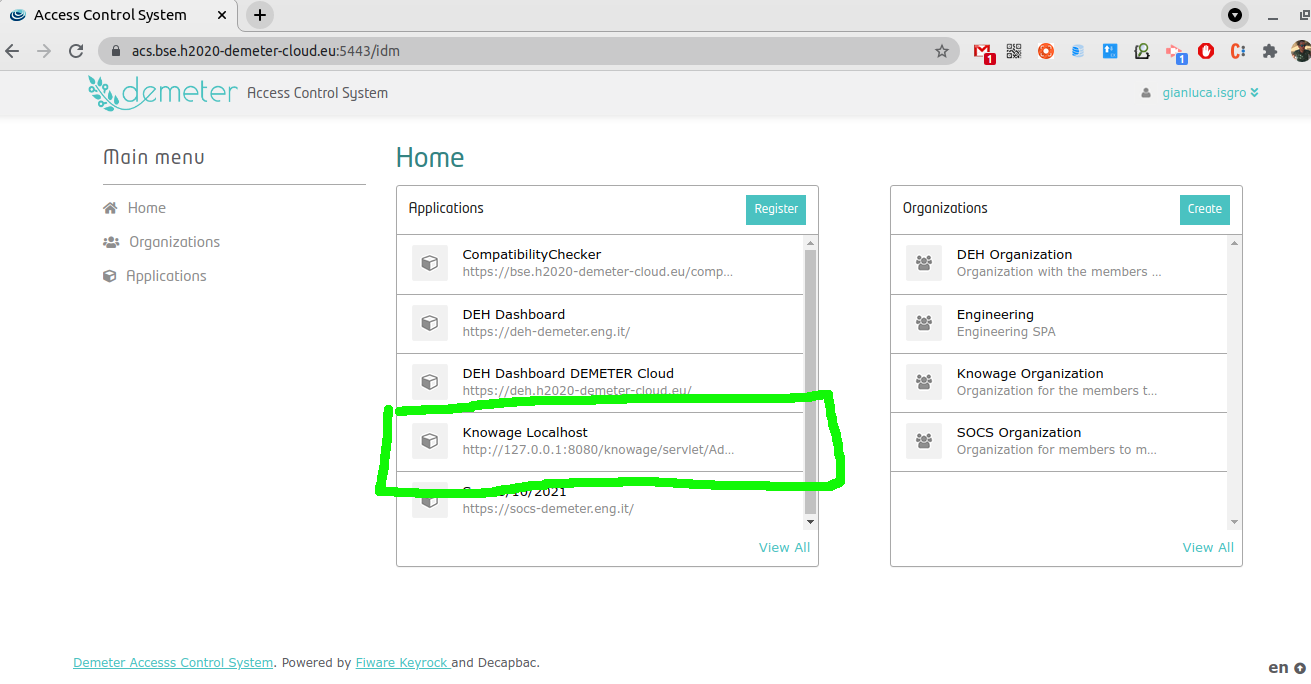 Access Control System
acs.bse.h2020-demeter-cloud.eu:5443/idm
1
1
demeter Access Control System
gianluca.isgro
Main menu
Home
Organizations
Applications
Home
Applications
Register
CompatibilityChecker
https://bse.h2020-demeter-cloud.eu/comp...
DEH Dashboard
https://deh-demeter.eng.it/
DEH Dashboard DEMETER Cloud
https://deh.h2020-demeter-cloud.eu/
Knowage Localhost
http://127.0.0.1:8080/knowage/servlet/Ad...
/2021
https://socs-demeter.eng.it/
View All
Organizations
Create
DEH Organization
Organization with the members ...
Engineering
Engineering SPA
Knowage Organization
Organization for the members t...
SOCS Organization
Organization for members to m...
View All
Demeter Accesss Control System. Powered by Fiware Keyrock and Decapbac.
en